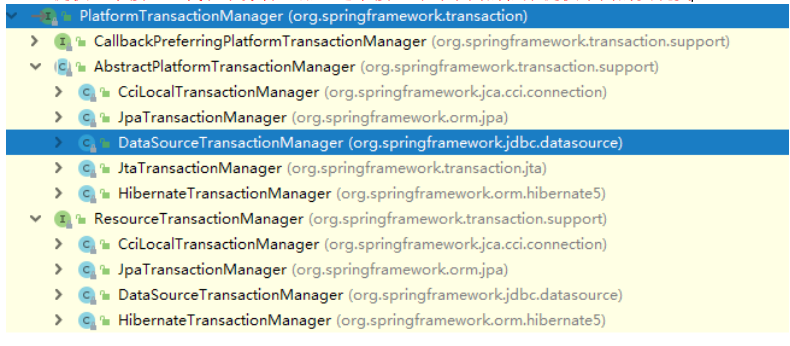 PlatformTransactionManager (org.springframework.transaction)
CallbackPreferringPlatformTransactionManager (org.springframework.transaction.support)
AbstractPlatformTransactionManager (org.springframework.transaction.support)
CciLocalTransactionManager (org.springframework.jca.cci.connection)
JpaTransactionManager (org.springframework.orm.jpa)
DataSourceTransactionManager (org.springframework.jdbc.datasource)
JtaTransactionManager (org.springframework.transaction.jta)
HibernateTransactionManager (org.springframework.orm.hibernate5)
ResourceTransactionManager (org.springframework.transaction.support)
CciLocalTransactionManager (org.springframework.jca.cci.connection)
JpaTransactionManager (org.springframework.orm.jpa)
DataSourceTransactionManager (org.springframework.jdbc.datasource)
HibernateTransactionManager (org.springframework.orm.hibernate5)